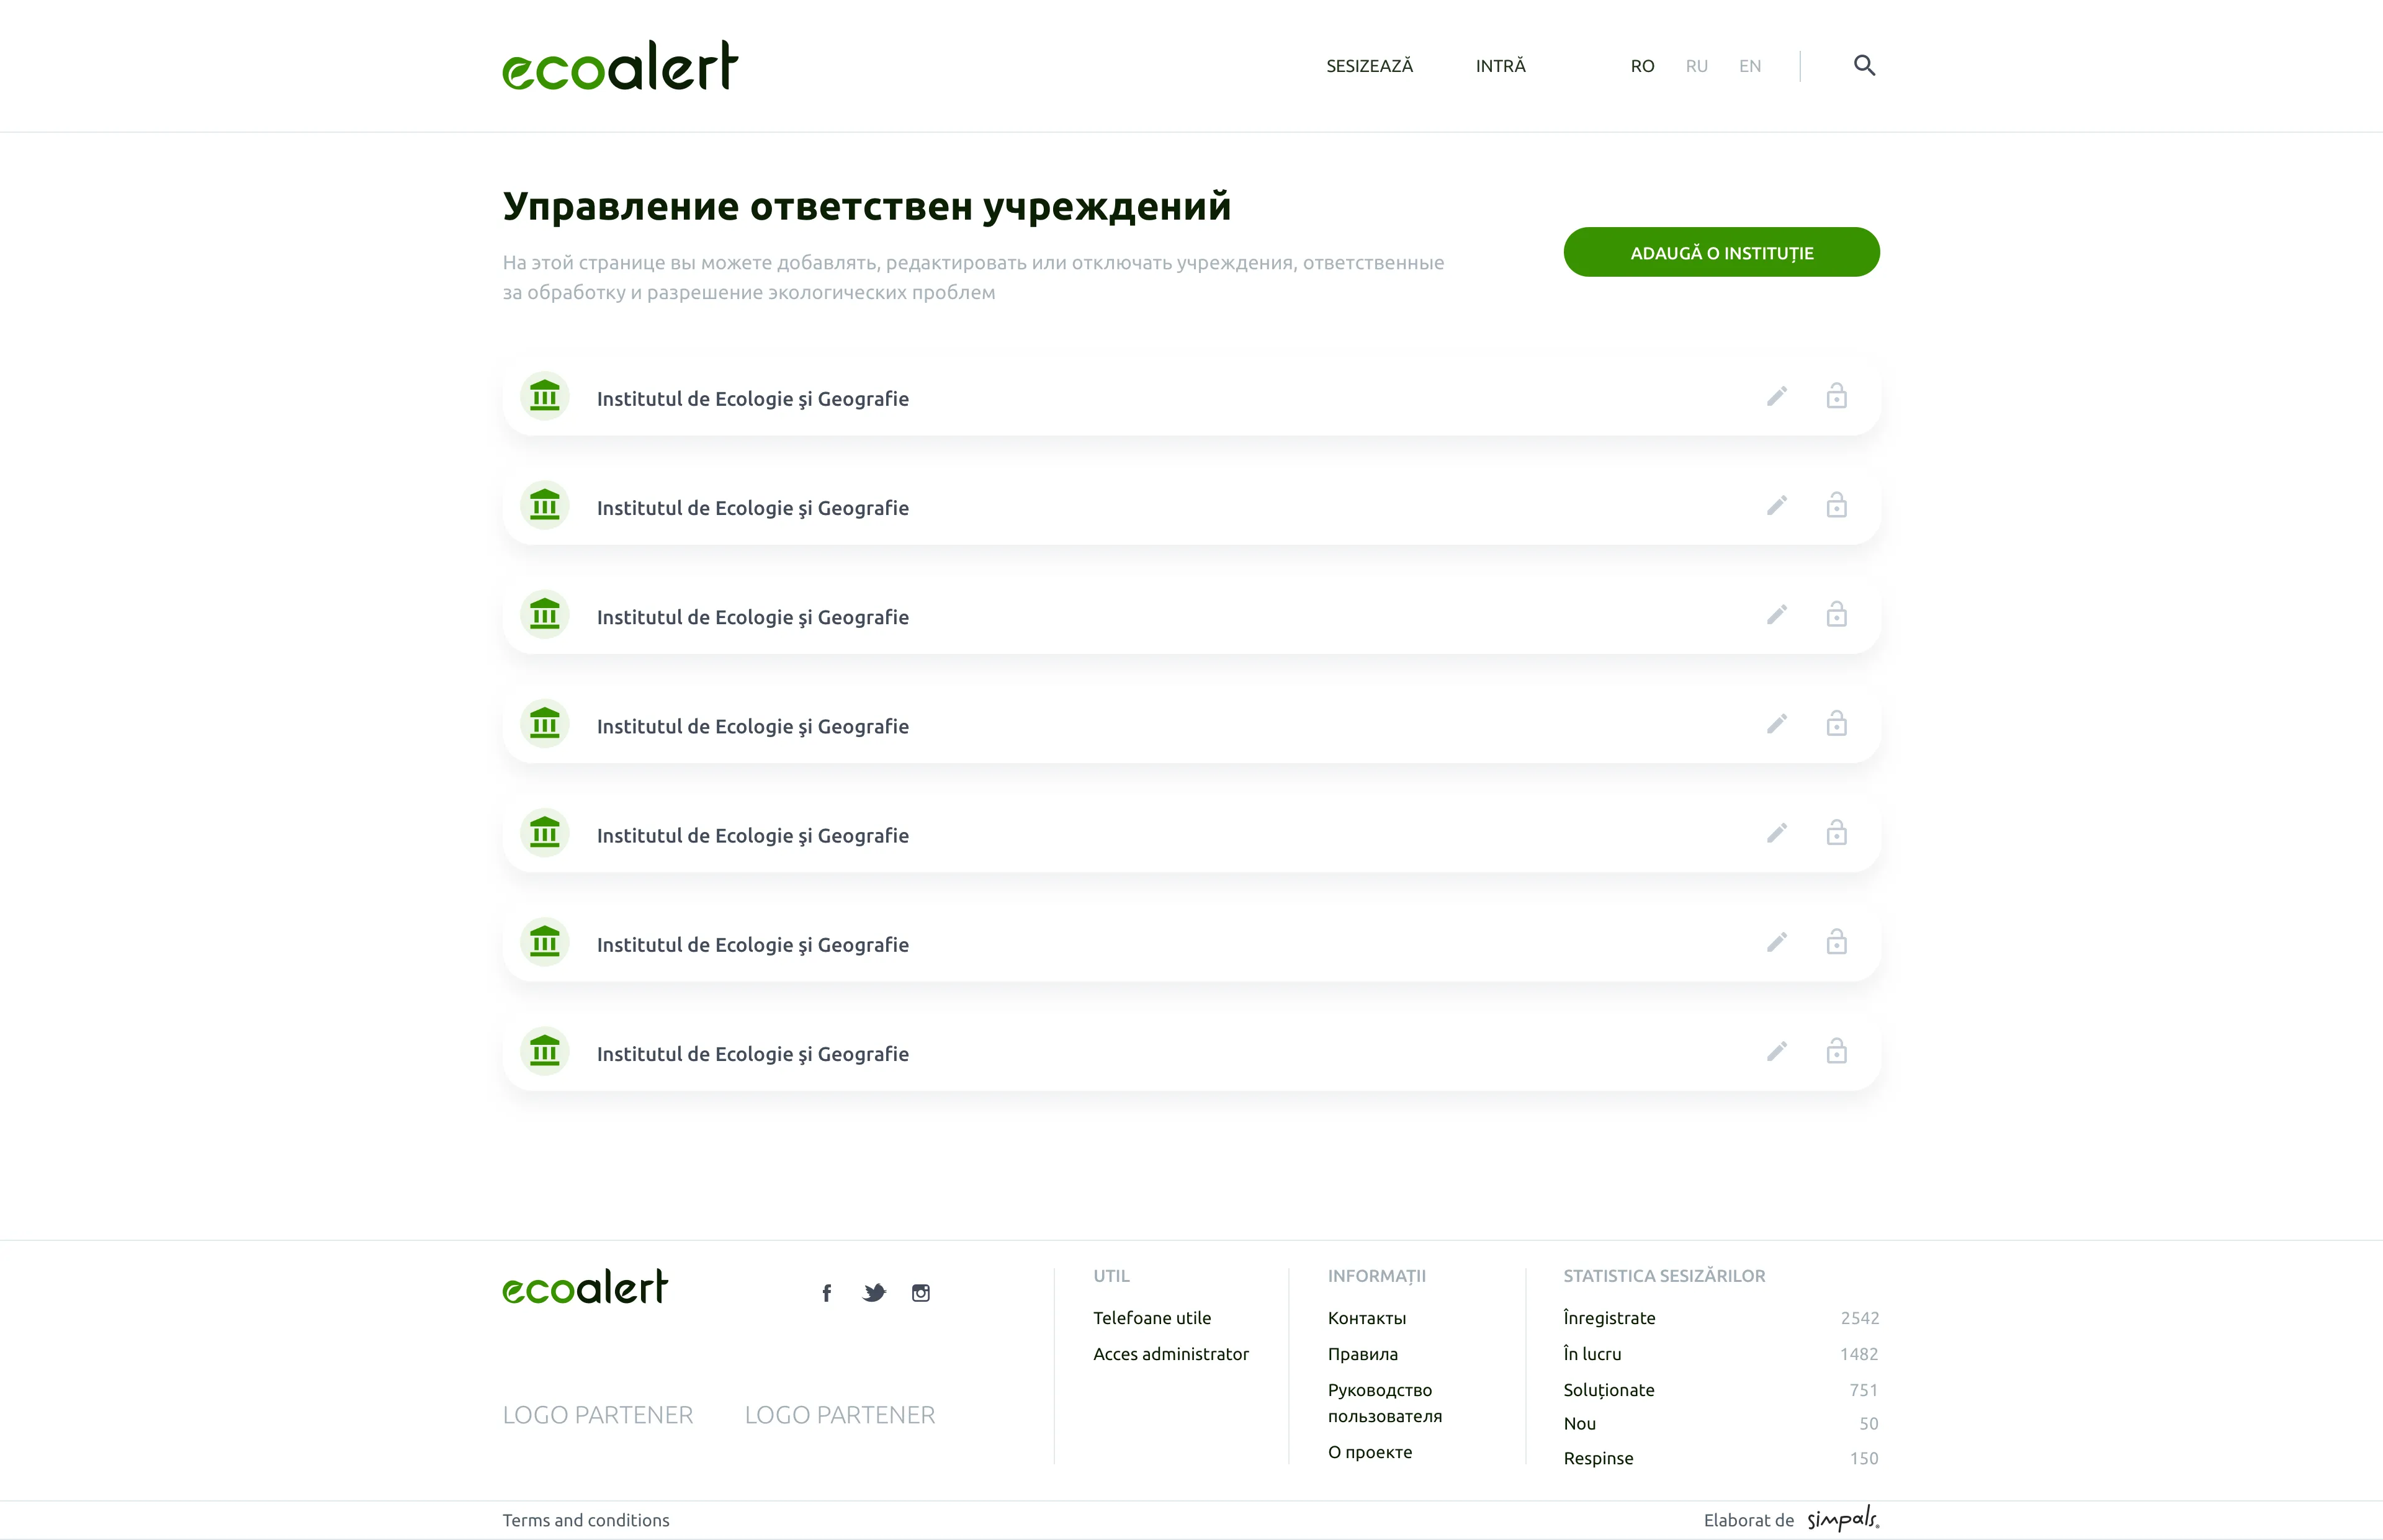 ecoalert
SESIZEAZĂ INTRĂ RO RU EN
Управление ответствен учреждений
На этой странице вы можете добавлять, редактировать или отключать учреждения, ответственные
за обработку и разрешение экологических проблем
ADAUGĂ O INSTITUȚIE
Institutul de Ecologie şi Geografie
Institutul de Ecologie şi Geografie
Institutul de Ecologie şi Geografie
Institutul de Ecologie şi Geografie
Institutul de Ecologie şi Geografie
Institutul de Ecologie şi Geografie
Institutul de Ecologie şi Geografie
ecoalert
LOGO PARTENER LOGO PARTENER
UTIL
Telefoane utile
Acces administrator
INFORMAȚII
Контакты
Правила
Руководство
пользователя
О проекте
STATISTICA SESIZĂRILOR
Înregistrate 2542
În lucru 1482
Soluționate 751
Nou 50
Respinse 150
Terms and conditions
Elaborat de simpals